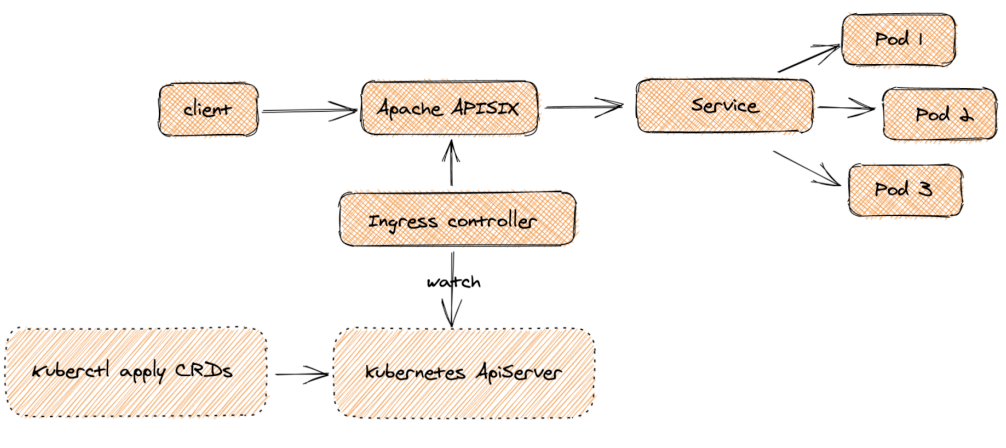 Pod 1
client
Apache APISIX
Service
Pod 2
Pod 3
Ingress controller
watch
Kuberctl apply CRDs
Kubernetes ApiServer